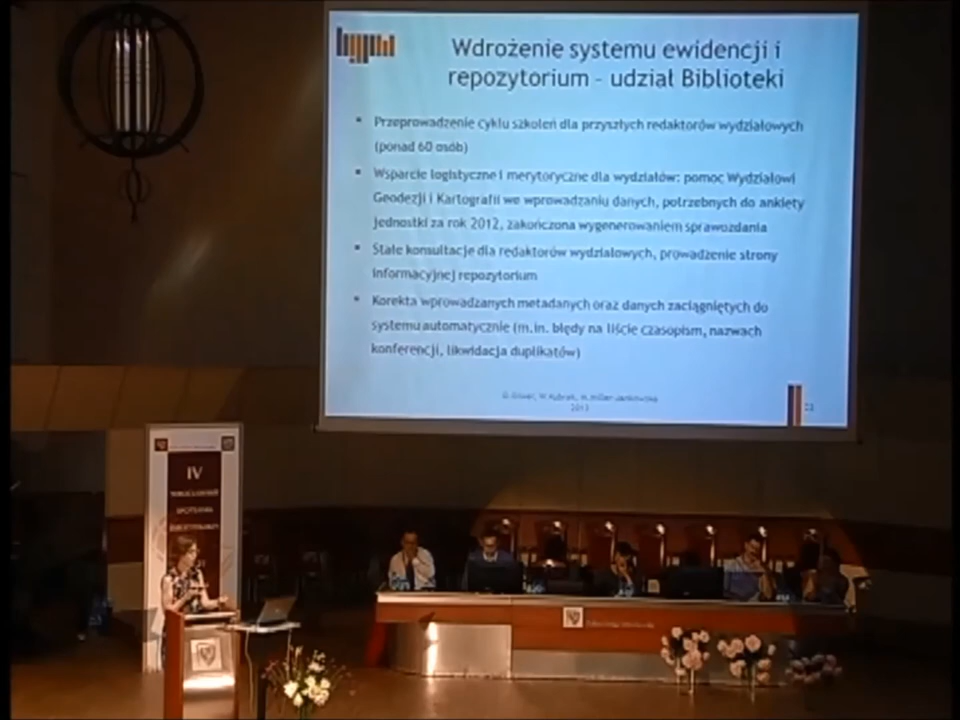 Wdrożenie systemu ewidencji i
repozytorium – udział Biblioteki
▪ Przeprowadzenie cyklu szkoleń dla przyszłych redaktorów wydziałowych
(ponad 60 osób)
▪ Wsparcie logistyczne i merytoryczne dla wydziałów: pomoc Wydziałowi
Geodezji i Kartografii we wprowadzaniu danych, potrzebnych do ankiety
jednostki za rok 2012, zakończona wygenerowaniem sprawozdania
▪ Stałe konsultacje dla redaktorów wydziałowych, prowadzenie strony
informacyjnej repozytorium
▪ Korekta wprowadzanych metadanych oraz danych zaciągniętych do
systemu automatycznie (m.in. błędy na liście czasopism, nazwach
konferencji, likwidacja duplikatów)
2013
IV